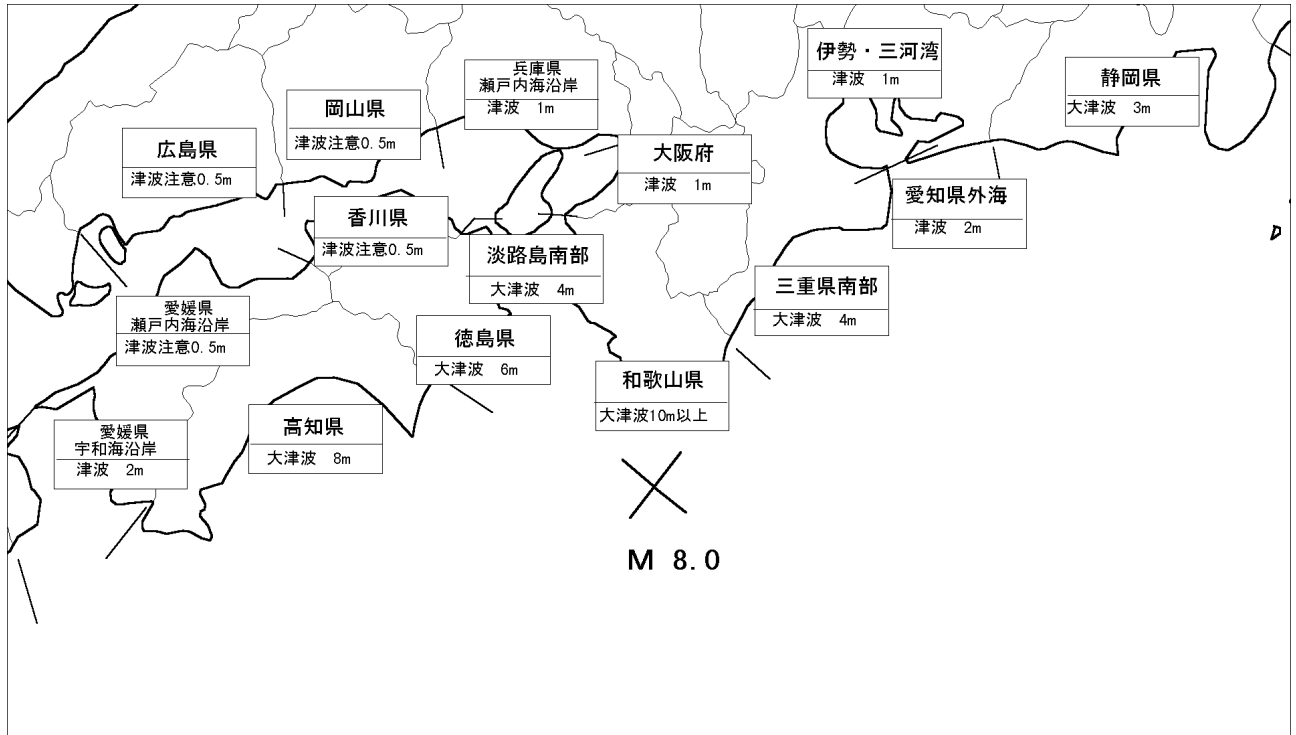 伊勢・三河湾
津波 1m
静岡県
大津波 3m
兵庫県
瀬戸内海沿岸
津波 1m
岡山県
津波注意0.5m
広島県
津波注意0.5m
大阪府
津波 1m
香川県
津波注意0.5m
愛知県外海
津波 2m
淡路島南部
大津波 4m
三重県南部
大津波 4m
愛媛県
瀬戸内海沿岸
津波注意0.5m
徳島県
大津波 6m
和歌山県
大津波10m以上
高知県
大津波 8m
愛媛県
宇和海沿岸
津波 2m
M 8.0